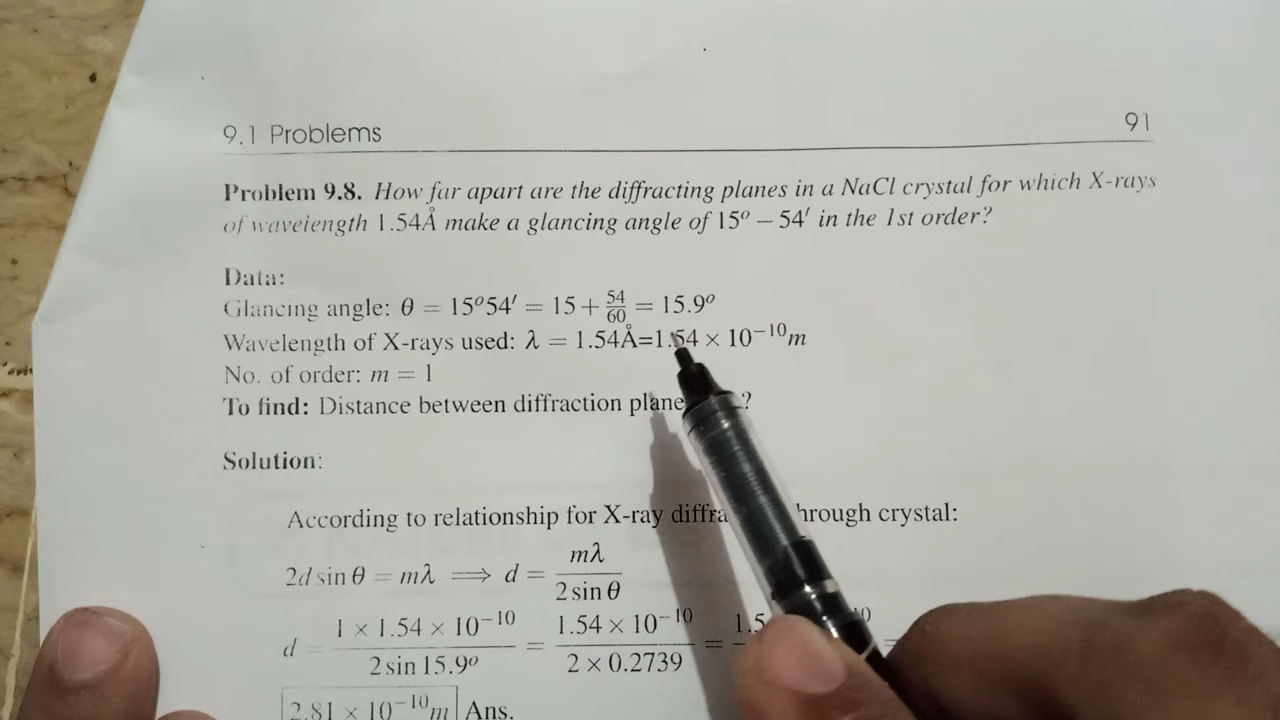 9.1 Problems 91
Problem 9.8. How far apart are the diffracting planes in a NaCl crystal for which X-rays
of wavelength 1.54Å make a glancing angle of 15° − 54′ in the 1st order?
Data:
Glancing angle: θ = 15°54′ = 15 + 54/60 = 15.9°
Wavelength of X-rays used: λ = 1.54Å=1.54 × 10⁻¹⁰m
No. of order: m = 1
To find: Distance between diffraction plane ?
Solution:
According to relationship for X-ray diffra hrough crystal:
2d sin θ = mλ ⟹ d = mλ / 2 sin θ
d = 1 × 1.54 × 10⁻¹⁰ / 2 sin 15.9° = 1.54 × 10⁻¹⁰ / 2 × 0.2739 = 1.5
2.81 × 10⁻¹⁰m Ans.